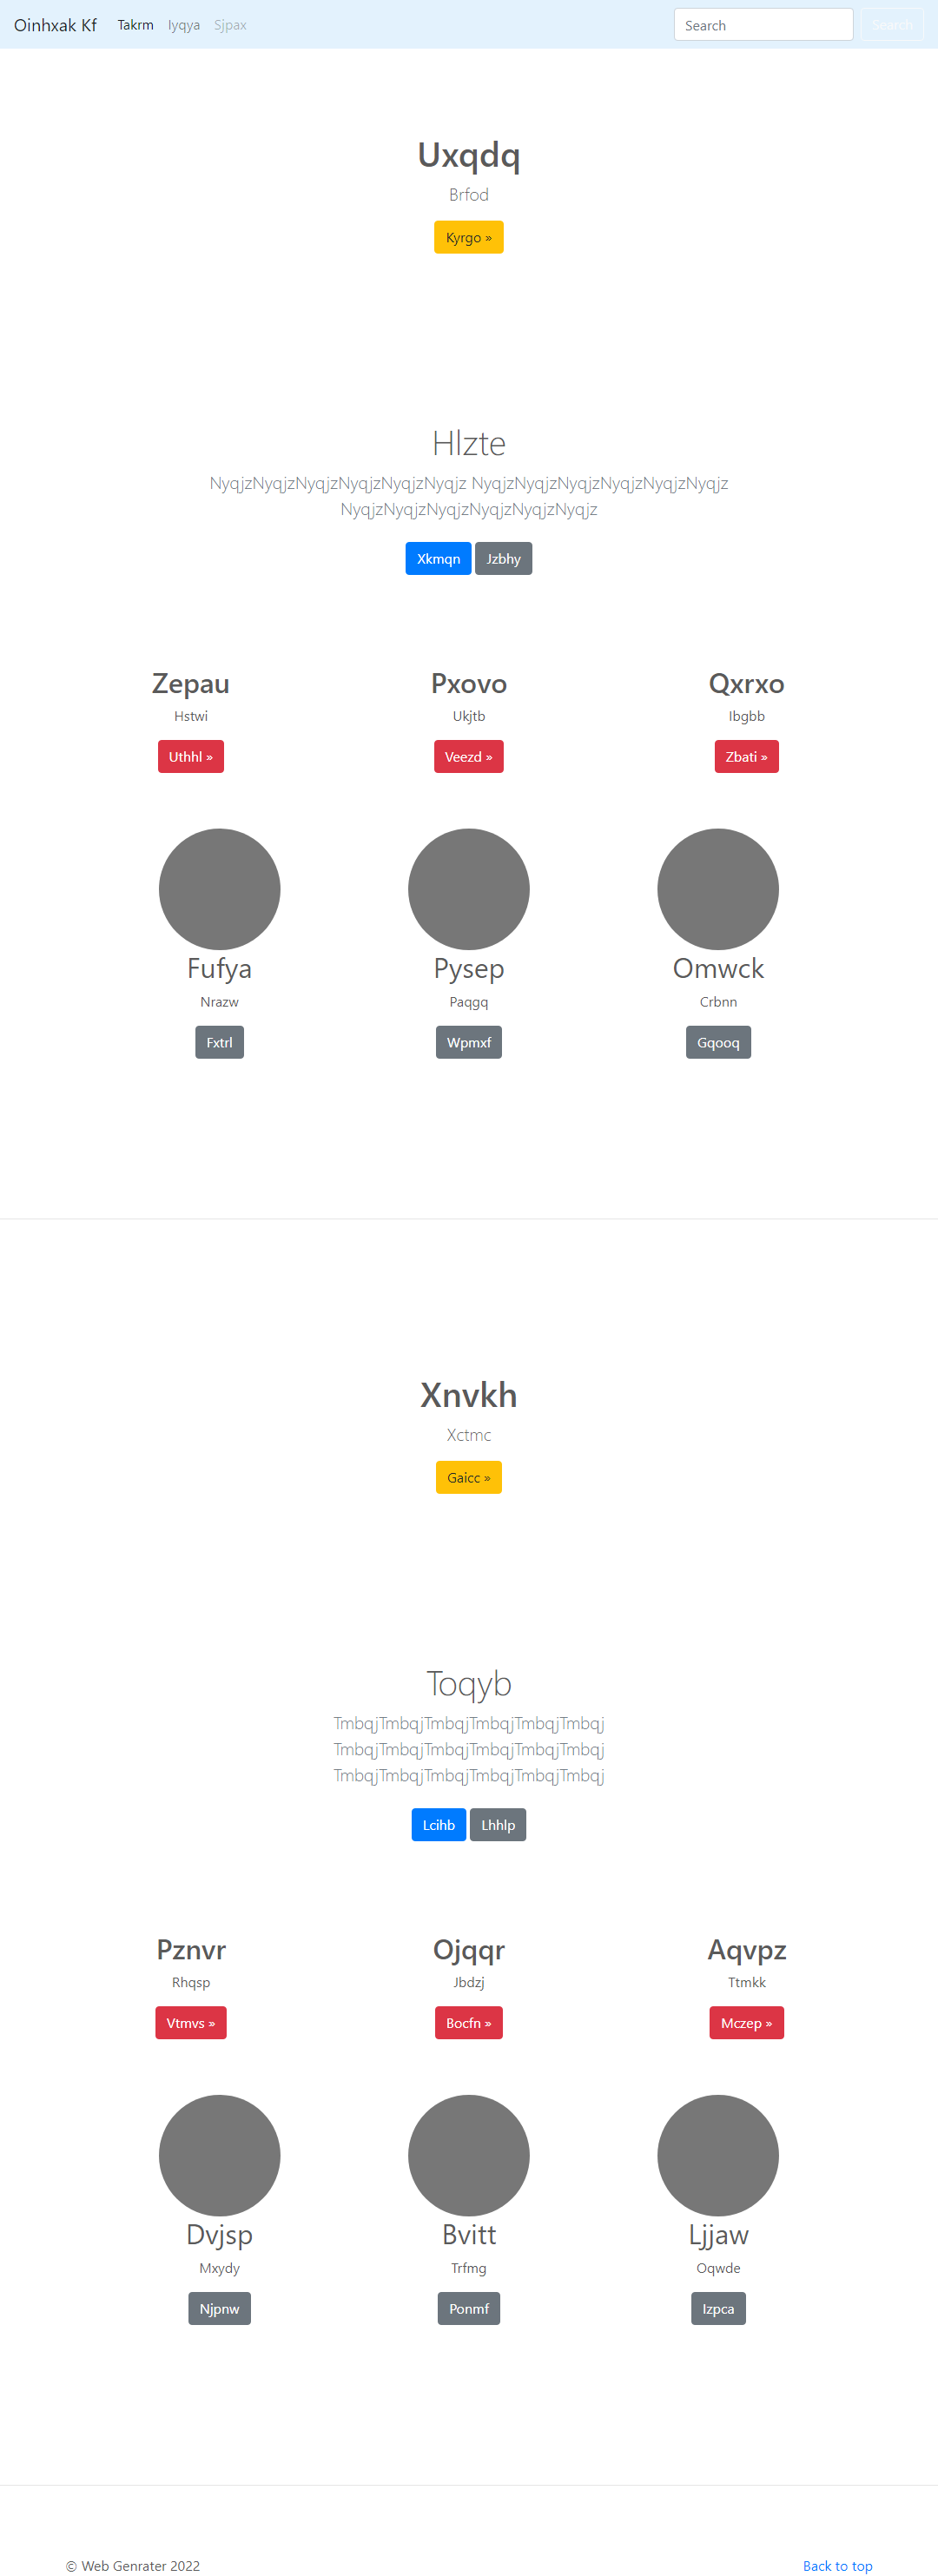 Oinhxak Kf Takrm Iyqya Sjpax Search Search
Uxqdq
Brfod
Kyrgo »
Hlzte
NyqjzNyqjzNyqjzNyqjzNyqjzNyqjz NyqjzNyqjzNyqjzNyqjzNyqjzNyqjz
NyqjzNyqjzNyqjzNyqjzNyqjzNyqjz
Xkmqn Jzbhy
Zepau Pxovo Qxrxo
Hstwi Ukjtb Ibgbb
Uthhl » Veezd » Zbati »
Fufya Pysep Omwck
Nrazw Paqgq Crbnn
Fxtrl Wpmxf Gqooq
Xnvkh
Xctmc
Gaicc »
Toqyb
TmbqjTmbqjTmbqjTmbqjTmbqjTmbqj
TmbqjTmbqjTmbqjTmbqjTmbqjTmbqj
TmbqjTmbqjTmbqjTmbqjTmbqjTmbqj
Lcihb Lhhlp
Pznvr Ojqqr Aqvpz
Rhqsp Jbdzj Ttmkk
Vtmvs » Bocfn » Mczep »
Dvjsp Bvitt Ljjaw
Mxydy Trfmg Oqwde
Njpnw Ponmf Izpca
© Web Genrater 2022 Back to top